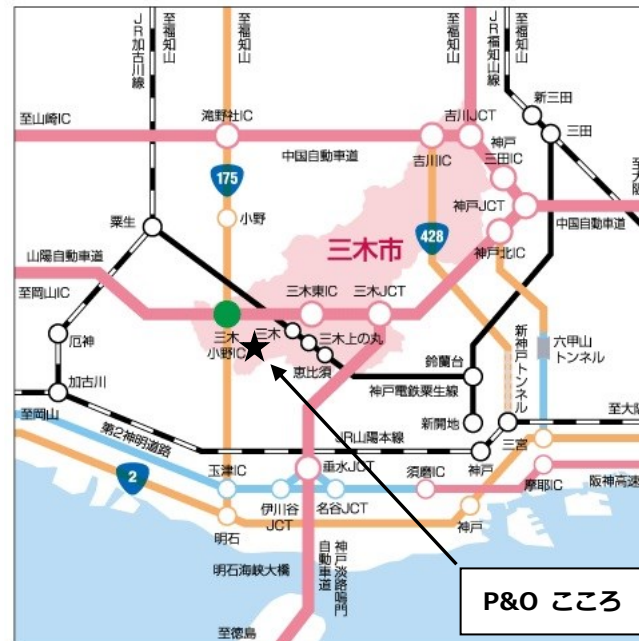 至福知山
JR加古川線
至福知山
至福知山
JR福知山線
至福知山
新三田
三田
至山崎IC
滝野社IC
中国自動車道
吉川IC
吉川JCT
神戸
三田IC
神戸JCT
至大阪
中国自動車道
175
小野
粟生
三木市
428
神戸北IC
山陽自動車道
至岡山IC
三木東IC
三木JCT
三木
小野IC
三木
三木上の丸
恵比須
厄神
加古川
至岡山
第2神明道路
鈴蘭台
神戸電鉄粟生線
新神戸トンネル
六甲山
トンネル
新開地
至大阪
JR山陽本線
三宮
神戸
2
玉津IC
垂水JCT
須磨IC
摩耶IC
阪神高速
伊川谷
JCT
名谷JCT
明石
神戸
明石海峡大橋
神戸淡路鳴門
自動車道
至徳島
P&O こころ